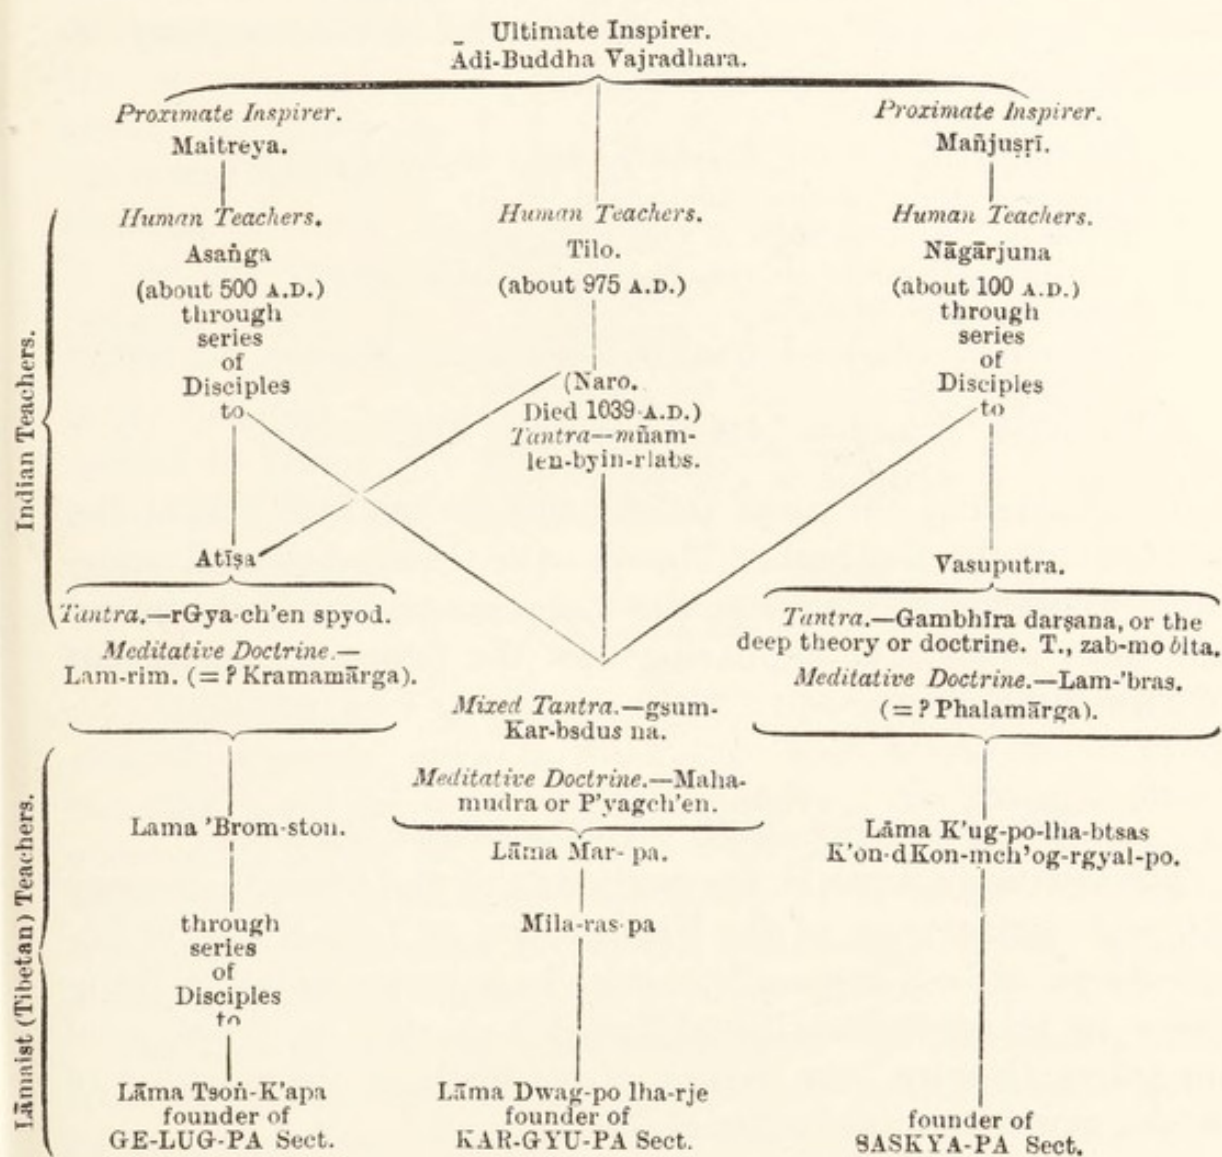 Ultimate Inspirer.
Ādi-Buddha Vajradhara.
Proximate Inspirer.
Maitreya.
Human Teachers.
Asaṅga
(about 500 A.D.)
through
series
of
Disciples
to
Atīṣa
Tantra.—rGya-ch'en spyod.
Meditative Doctrine.—
Lam-rim. (= ? Kramamārga).
Lama 'Brom-ston.
through
series
of
Disciples
to
Lāma Tsoṅ-K'apa
founder of
GE-LUG-PA Sect.
Human Teachers.
Tilo.
(about 975 A.D.)
(Naro.
Died 1039 A.D.)
Tantra—mñam-
len-byin-rlabs.
Mixed Tantra.—gsum-
Kar-bsdus na.
Meditative Doctrine.—Maha-
mudra or P'yagch'en.
Lāma Mar-pa.
Mila-ras-pa
Lāma Dwag-po lha-rje
founder of
KAR-GYU-PA Sect.
Proximate Inspirer.
Mañjuṣrī.
Human Teachers.
Nāgārjuna
(about 100 A.D.)
through
series
of
Disciples
to
Vasuputra.
Tantra.—Gambhīra darṣana, or the
deep theory or doctrine. T., zab-mo blta.
Meditative Doctrine.—Lam-'bras.
(= ? Phalamārga).
Lāma K'ug-po-lha-btsas
K'on-dKon-mch'og-rgyal-po.
founder of
SASKYA-PA Sect.
Indian Teachers.
Lāmaist (Tibetan) Teachers.